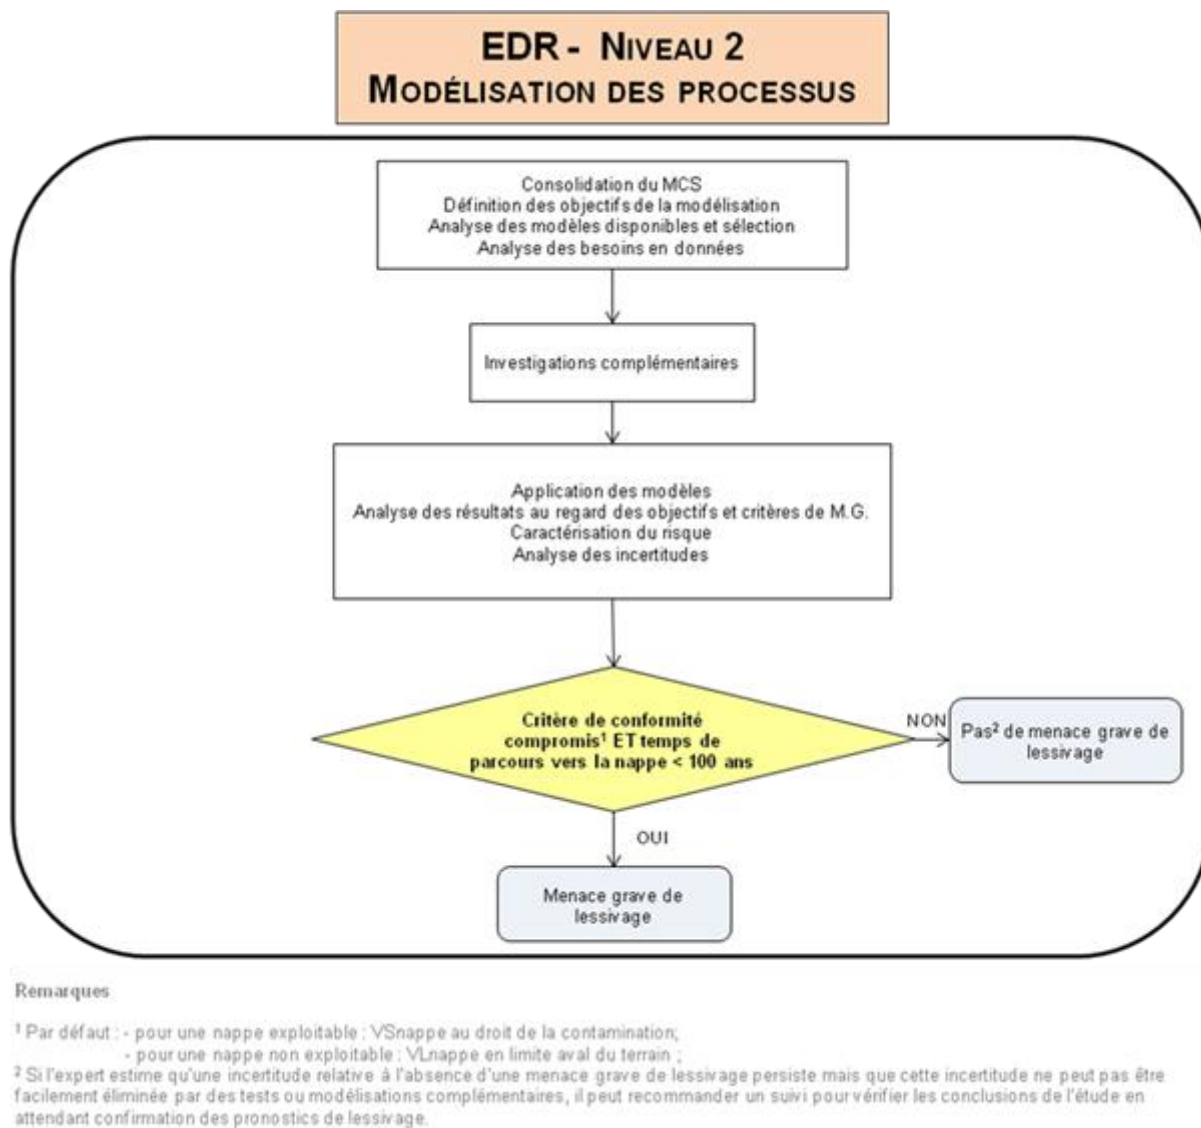 EDR - NIVEAU 2
MODÉLISATION DES PROCESSUS
Consolidation du MCS
Définition des objectifs de la modélisation
Analyse des modèles disponibles et sélection
Analyse des besoins en données
Investigations complémentaires
Application des modèles
Analyse des résultats au regard des objectifs et critères de M.G.
Caractérisation du risque
Analyse des incertitudes
Critère de conformité
compromis¹ ET temps de
parcours vers la nappe < 100 ans
NON
Pas² de menace grave de
lessivage
OUI
Menace grave de
lessivage
Remarques
¹ Par défaut : - pour une nappe exploitable : VSnappe au droit de la contamination;
- pour une nappe non exploitable : VLnappe en limite aval du terrain ;
² Si l'expert estime qu'une incertitude relative à l'absence d'une menace grave de lessivage persiste mais que cette incertitude ne peut pas être
facilement éliminée par des tests ou modélisations complémentaires, il peut recommander un suivi pour vérifier les conclusions de l'étude en
attendant confirmation des pronostics de lessivage.